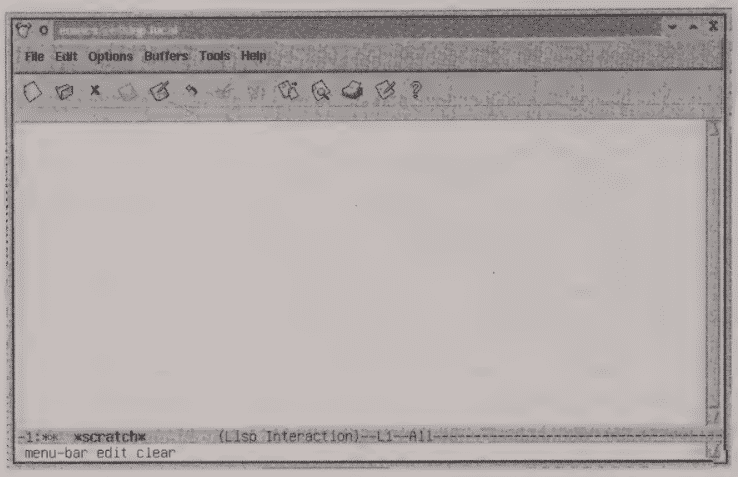 File Edit Options Buffers Tools Help
-1:** *scratch* (Lisp Interaction)--L1--All--------------------------------------
menu-bar edit clear